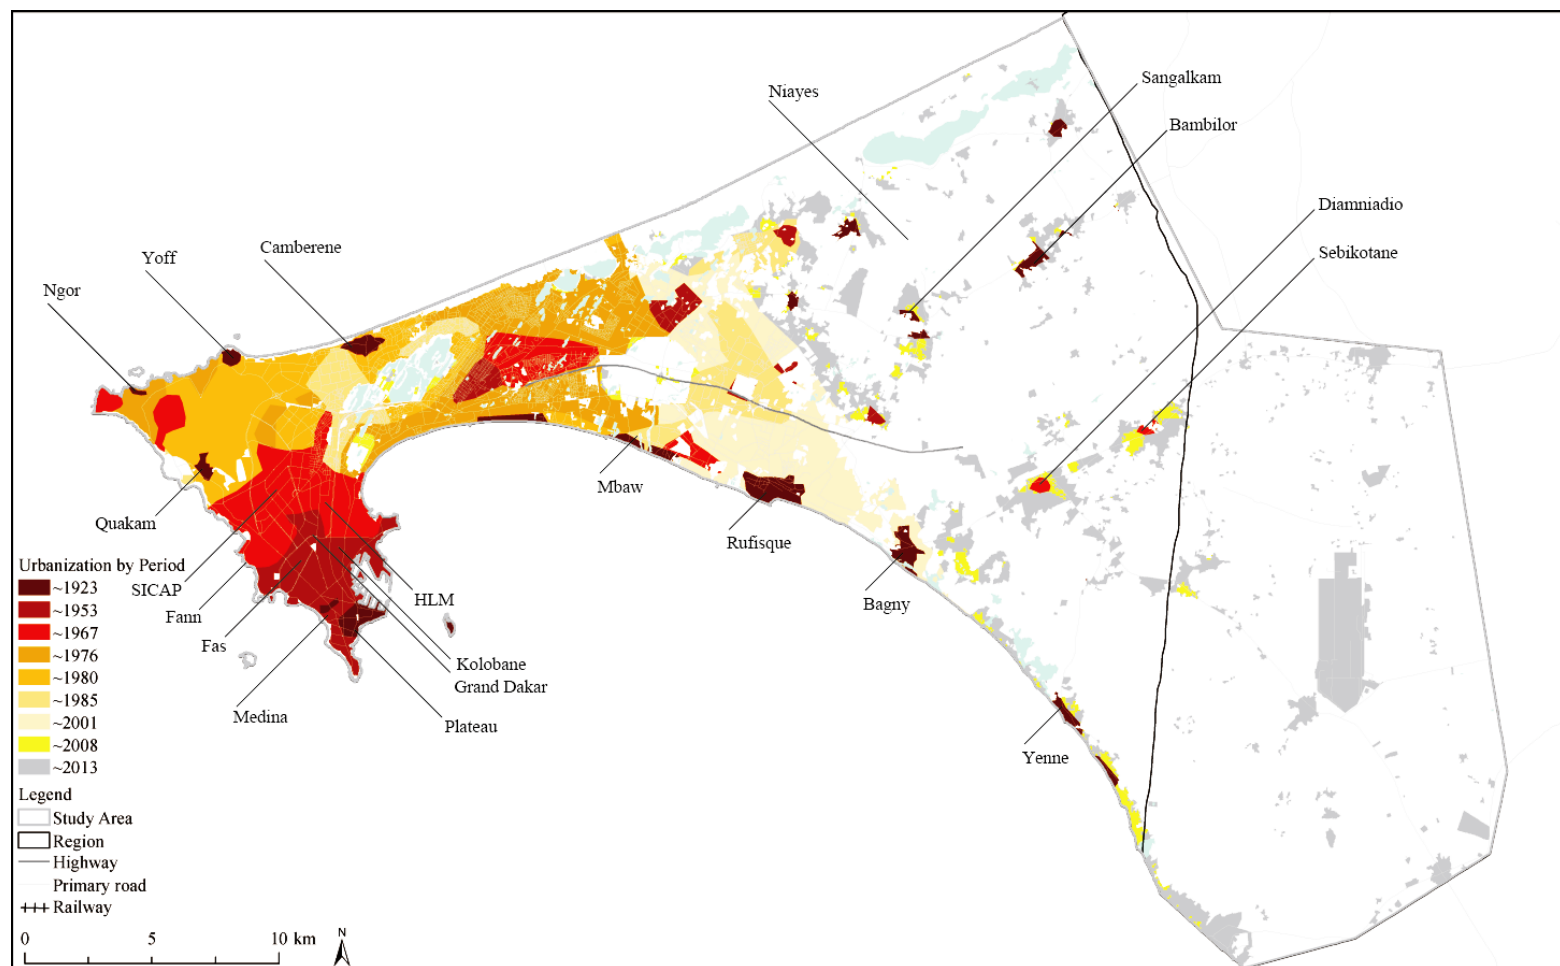 Sangalkam
Niayes
Bambilor
Diamniadio
Camberene
Sebikotane
Yoff
Ngor
Mbaw
Quakam
Rufisque
Urbanization by Period
~1923
SICAP
~1953
HLM
Bagny
Fann
~1967
Fas
~1976
Kolobane
~1980
Grand Dakar
~1985
Medina
~2001
Plateau
~2008
Yenne
~2013
Legend
Study Area
Region
Highway
Primary road
Railway
0 5 10 km
N